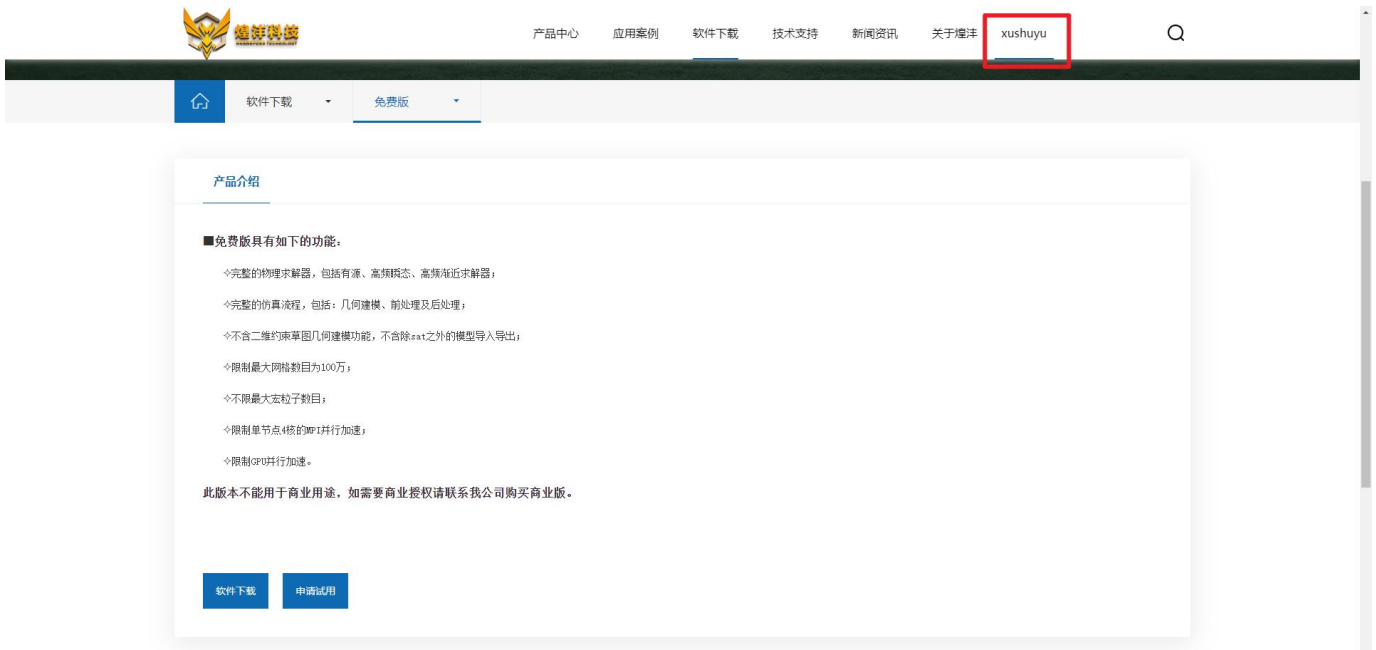 煌沣科技
产品中心 应用案例 软件下载 技术支持 新闻资讯 关于煌沣 xushuyu
软件下载 免费版
产品介绍
■免费版具有如下的功能：
✧完整的物理求解器，包括有源、高频瞬态、高频渐近求解器；
✧完整的仿真流程，包括：几何建模、前处理及后处理；
✧不含二维约束草图几何建模功能，不含除sat之外的模型导入导出；
✧限制最大网格数目为100万；
✧不限最大宏粒子数目；
✧限制单节点4核的MPI并行加速；
✧限制GPU并行加速。
此版本不能用于商业用途，如需要商业授权请联系我公司购买商业版。
软件下载 申请试用